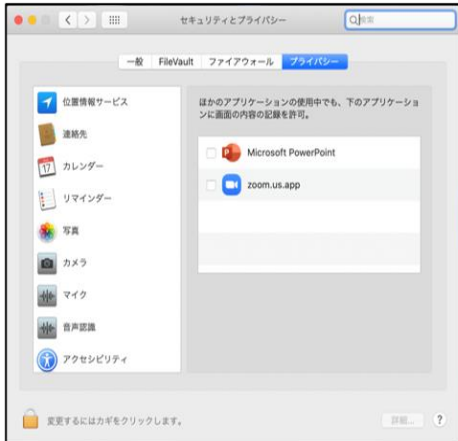 セキュリティとプライバシー
検索
一般
FileVault
ファイアウォール
プライバシー
位置情報サービス
連絡先
17
カレンダー
リマインダー
写真
カメラ
マイク
音声認識
アクセシビリティ
ほかのアプリケーションの使用中でも、下のアプリケーショ
ンに画面の内容の記録を許可。
Microsoft PowerPoint
zoom.us.app
変更するにはカギをクリックします。
詳細...
?